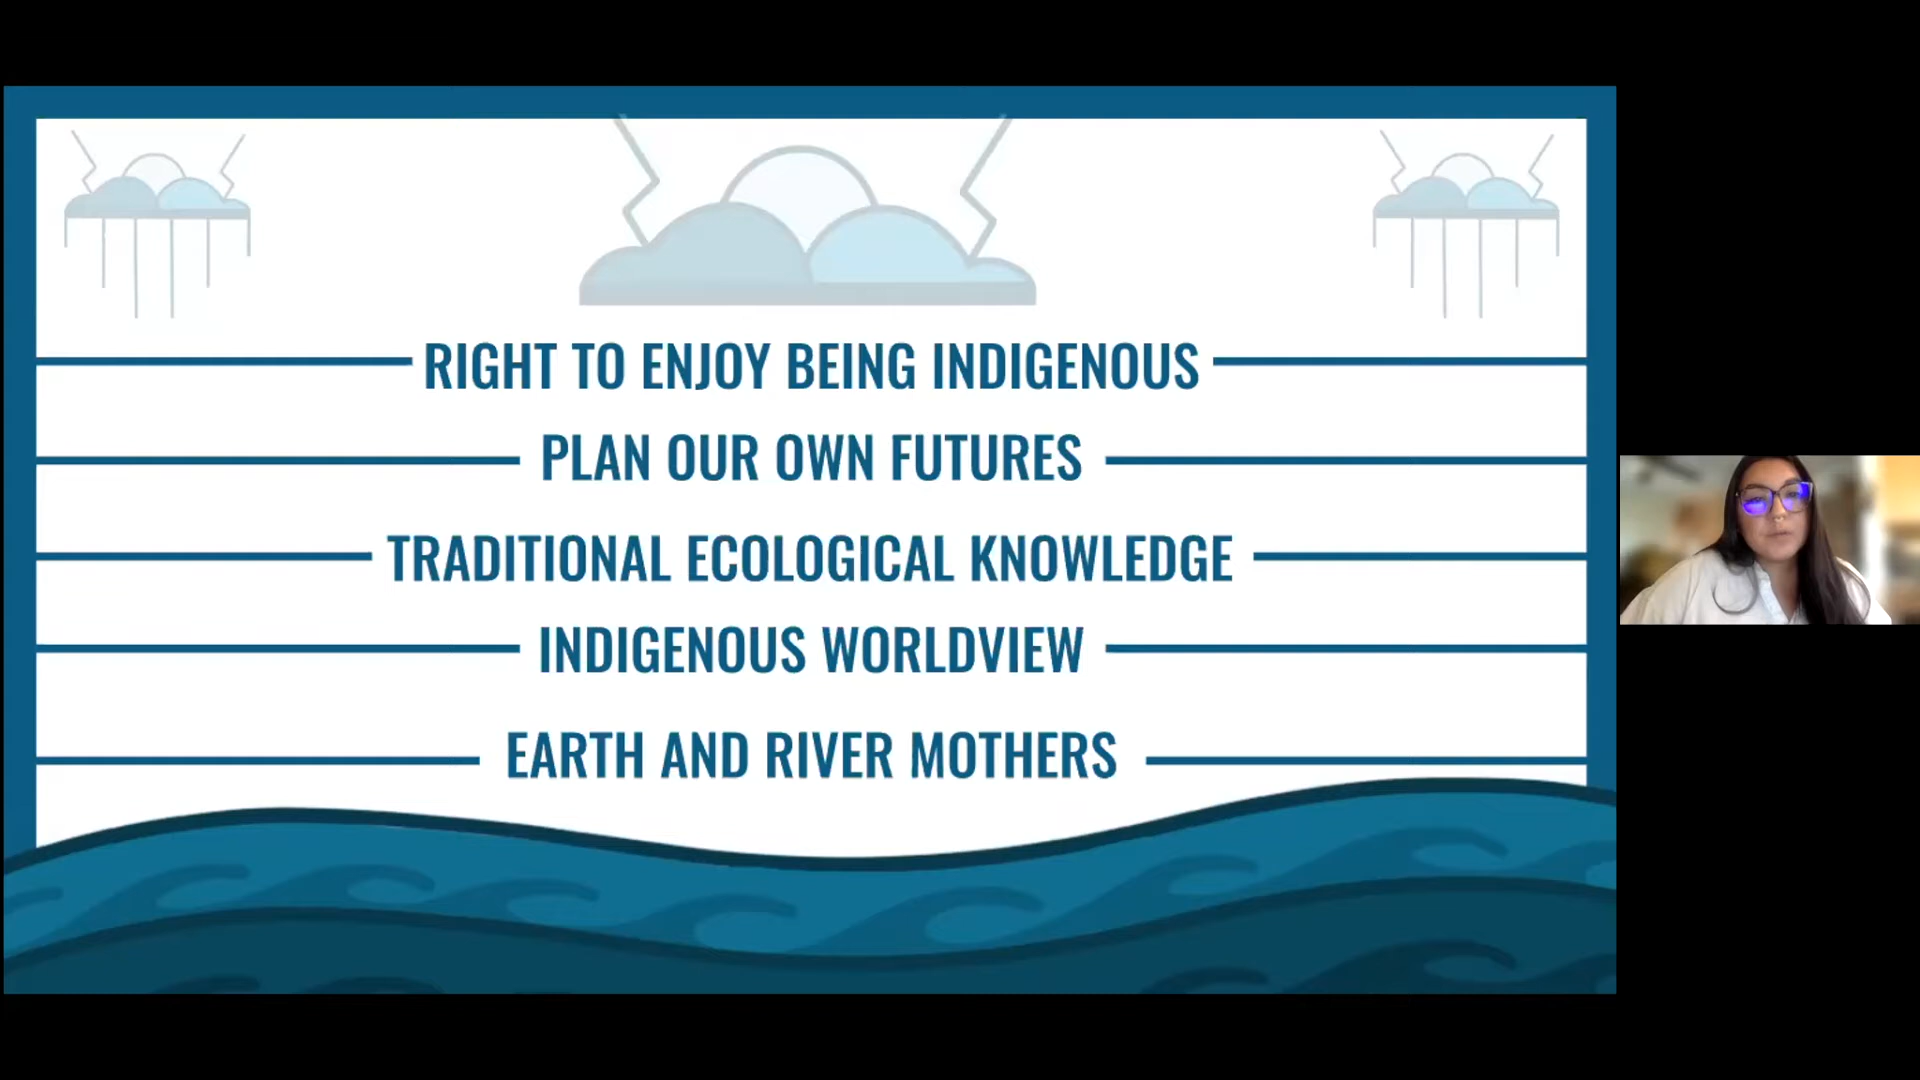 RIGHT TO ENJOY BEING INDIGENOUS
PLAN OUR OWN FUTURES
TRADITIONAL ECOLOGICAL KNOWLEDGE
INDIGENOUS WORLDVIEW
EARTH AND RIVER MOTHERS